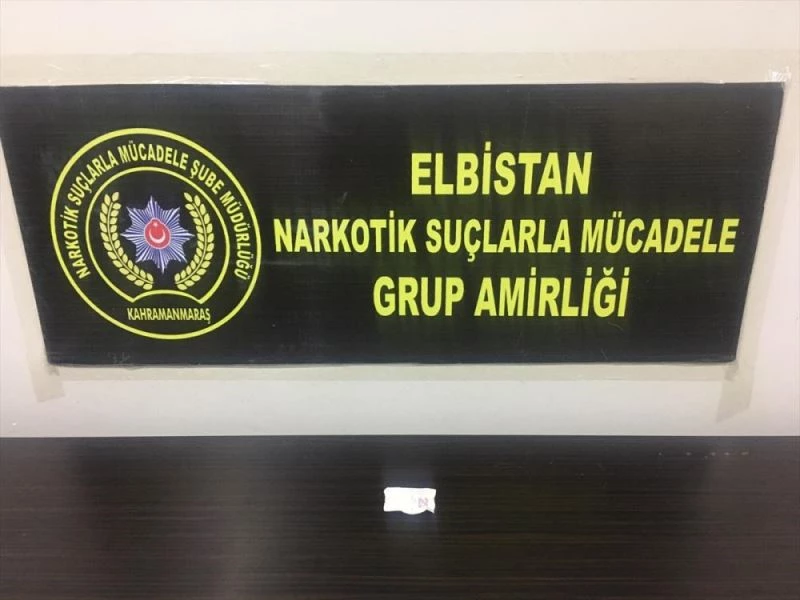 NARKOTİK SUÇLARLA MÜCADELE ŞUBE MÜDÜRLÜĞÜ
KAHRAMANMARAŞ
ELBİSTAN
NARKOTİK SUÇLARLA MÜCADELE
GRUP AMİRLİĞİ